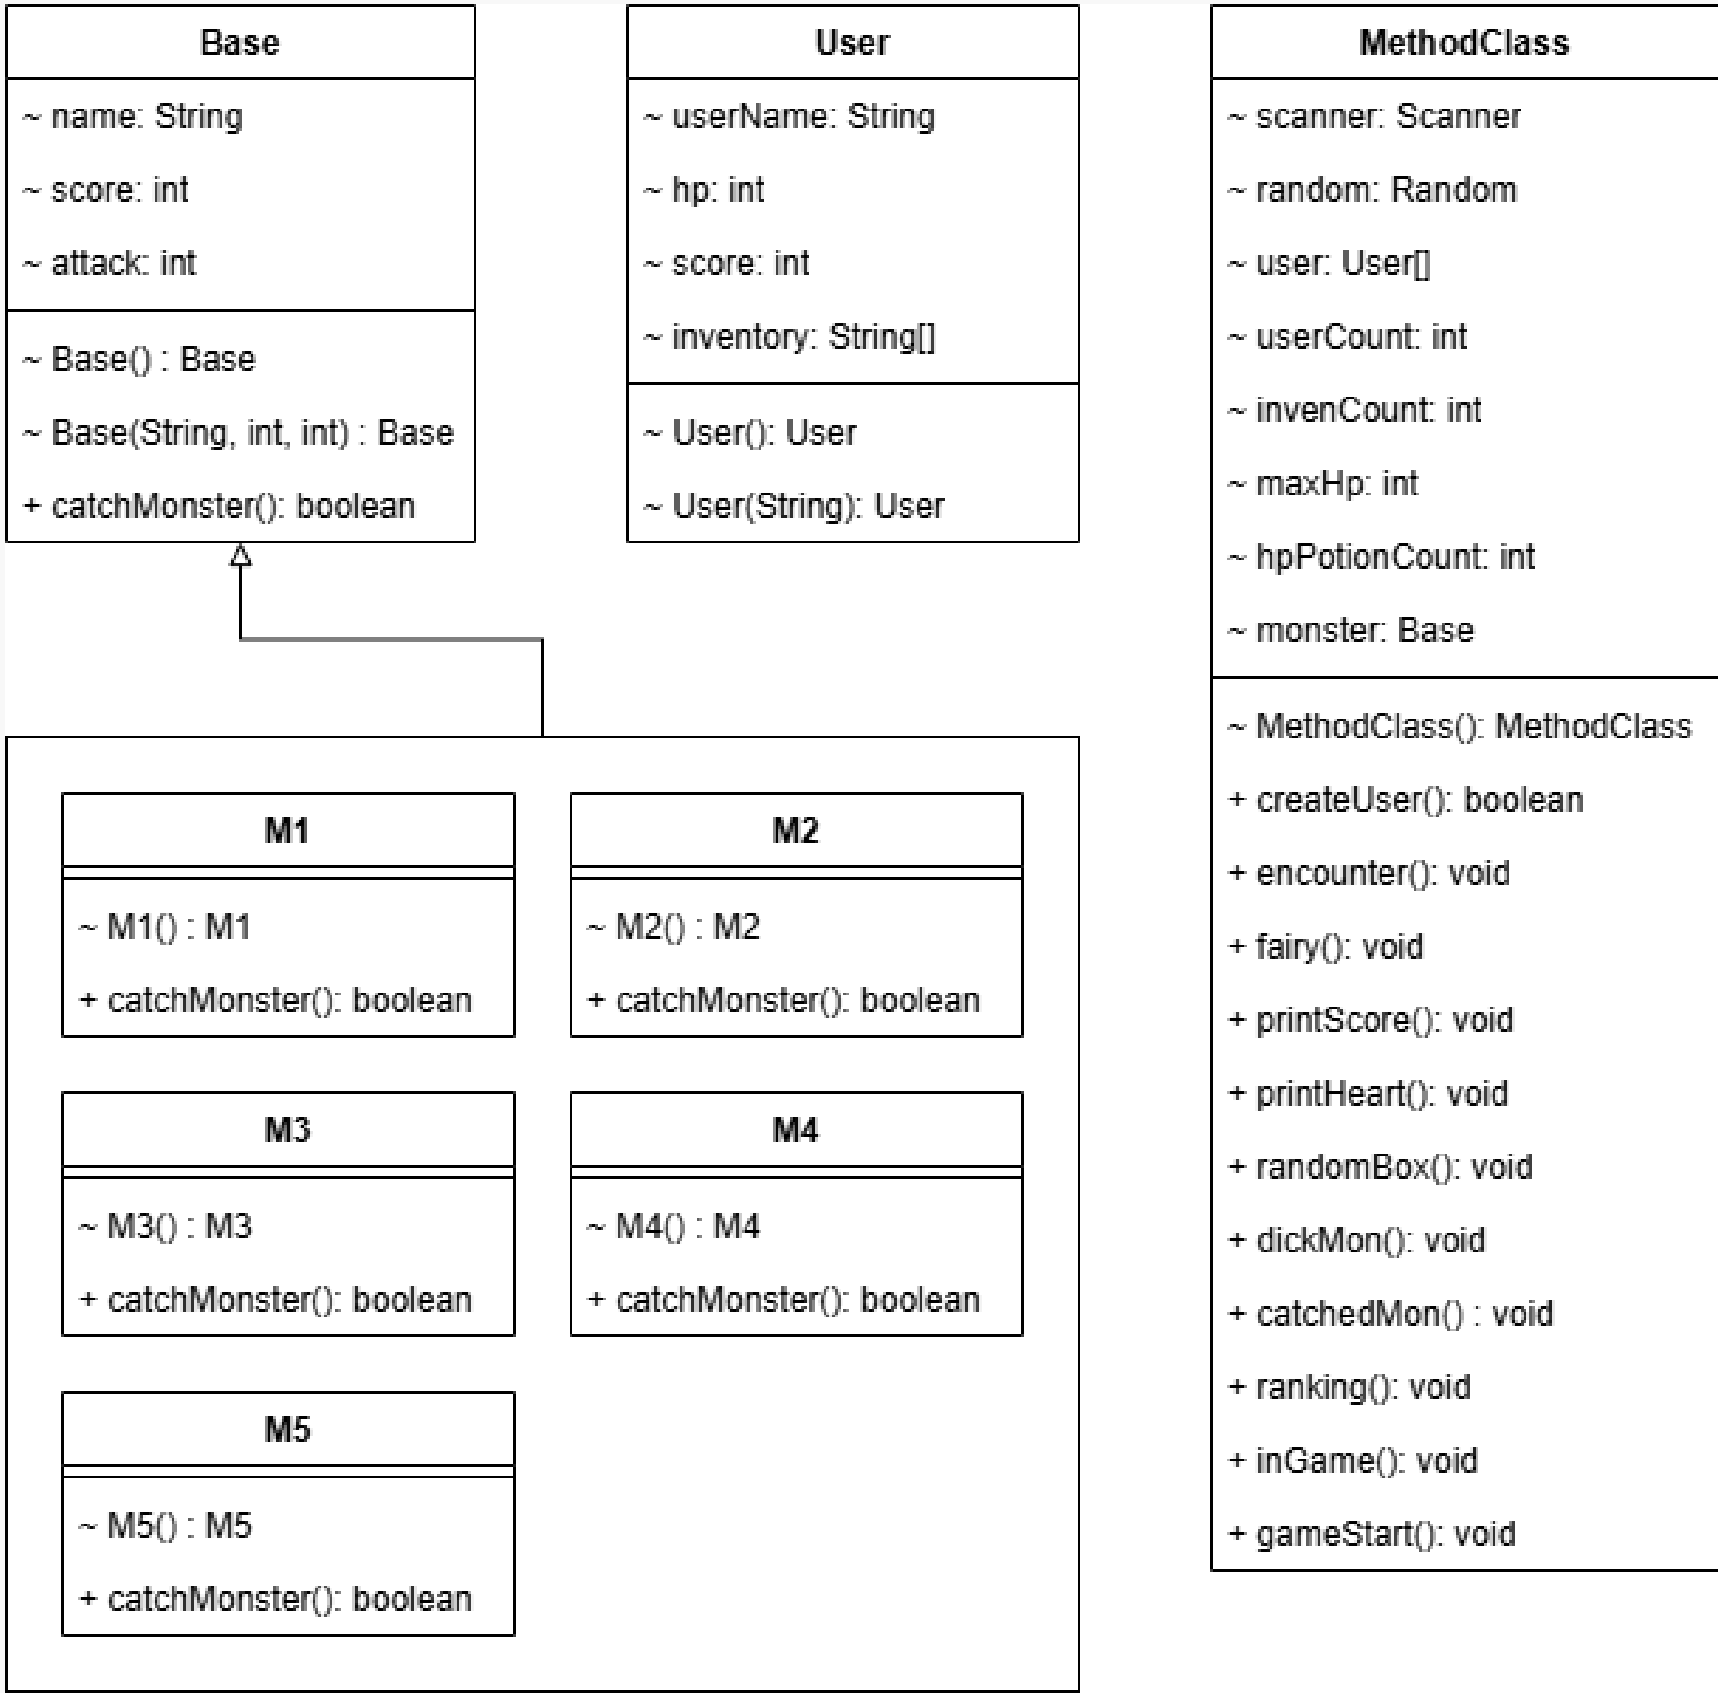 Base
~ name: String
~ score: int
~ attack: int
~ Base() : Base
~ Base(String, int, int) : Base
+ catchMonster(): boolean
User
~ userName: String
~ hp: int
~ score: int
~ inventory: String[]
~ User(): User
~ User(String): User
MethodClass
~ scanner: Scanner
~ random: Random
~ user: User[]
~ userCount: int
~ invenCount: int
~ maxHp: int
~ hpPotionCount: int
~ monster: Base
~ MethodClass(): MethodClass
+ createUser(): boolean
+ encounter(): void
+ fairy(): void
+ printScore(): void
+ printHeart(): void
+ randomBox(): void
+ dickMon(): void
+ catchedMon() : void
+ ranking(): void
+ inGame(): void
+ gameStart(): void
M1
~ M1() : M1
+ catchMonster(): boolean
M2
~ M2() : M2
+ catchMonster(): boolean
M3
~ M3() : M3
+ catchMonster(): boolean
M4
~ M4() : M4
+ catchMonster(): boolean
M5
~ M5() : M5
+ catchMonster(): boolean